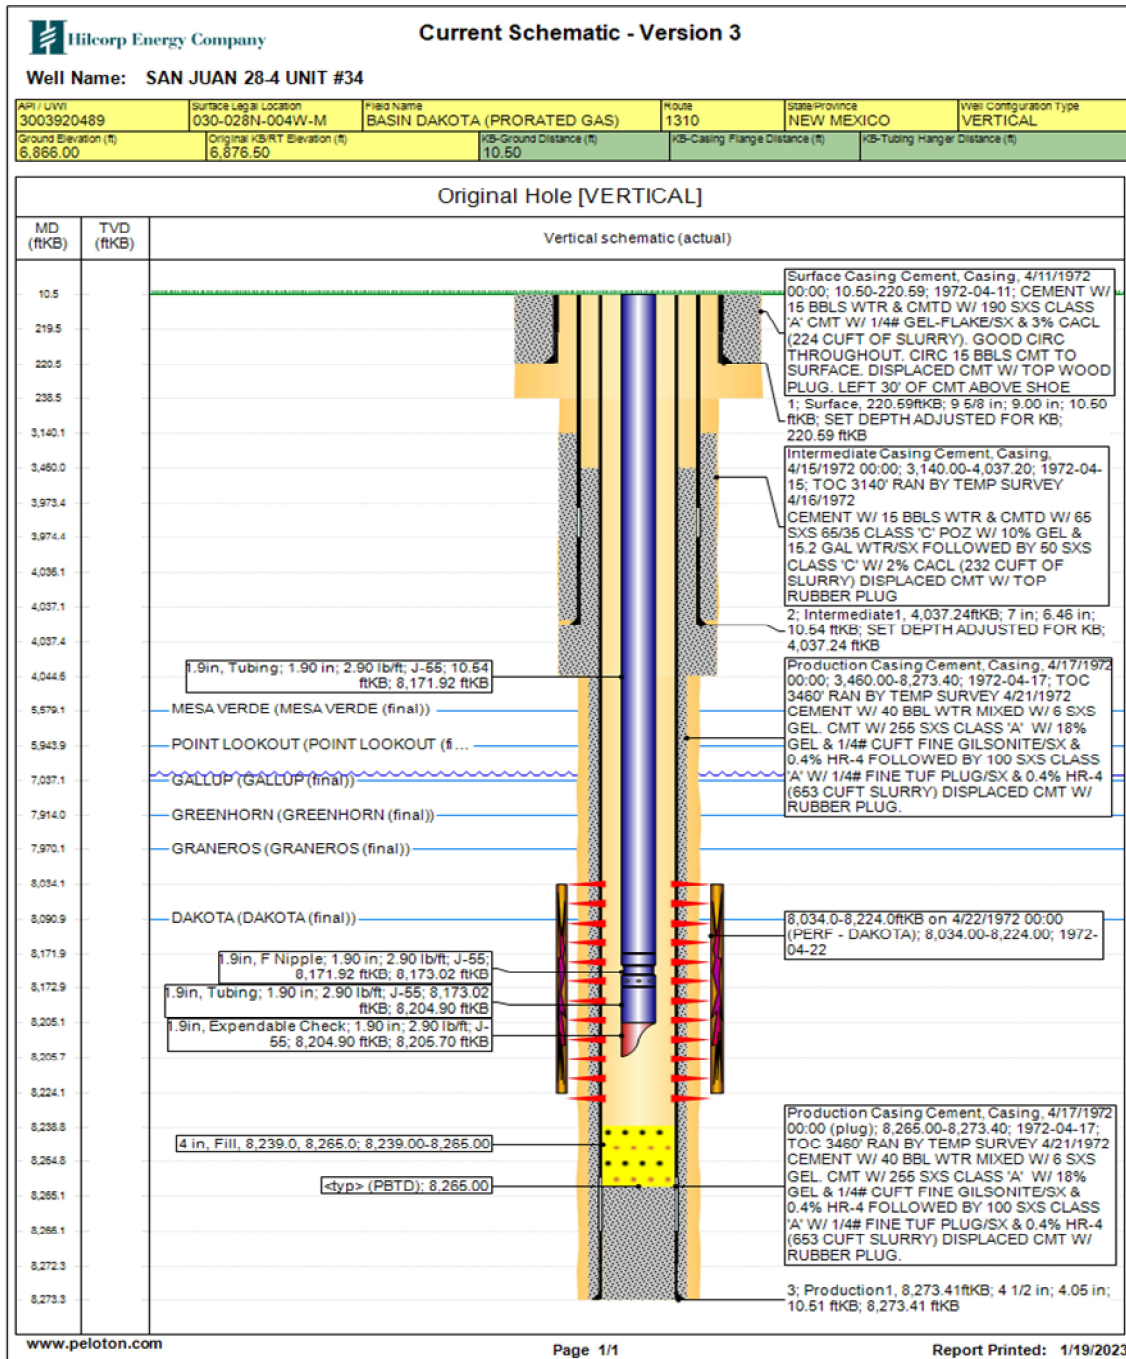 Hilcorp Energy Company
Current Schematic - Version 3
Well Name: SAN JUAN 28-4 UNIT #34
API / UWI
3003920489
Surface Legal Location
030-028N-004W-M
Field Name
BASIN DAKOTA (PRORATED GAS)
Route
1310
State/Province
NEW MEXICO
Well Configuration Type
VERTICAL
Ground Elevation (ft)
6,866.00
Original KB/RT Elevation (ft)
6,876.50
KB-Ground Distance (ft)
10.50
KB-Casing Flange Distance (ft)
KB-Tubing Hanger Distance (ft)
Original Hole [VERTICAL]
MD
(ftKB)
TVD
(ftKB)
Vertical schematic (actual)
10.5
219.5
220.5
238.5
3,140.1
3,460.0
3,973.4
3,974.4
4,036.1
4,037.1
4,037.4
4,044.6
5,579.1
5,943.9
7,037.1
7,914.0
7,970.1
8,034.1
8,090.9
8,171.9
8,172.9
8,205.1
8,205.7
8,224.1
8,238.8
8,254.8
8,265.1
8,266.1
8,272.3
8,273.3
1.9in, Tubing; 1.90 in; 2.90 lb/ft; J-55; 10.54
ftKB; 8,171.92 ftKB
MESA VERDE (MESA VERDE (final))
POINT LOOKOUT (POINT LOOKOUT (fi...
GALLUP (GALLUP (final))
GREENHORN (GREENHORN (final))
GRANEROS (GRANEROS (final))
DAKOTA (DAKOTA (final))
1.9in, F Nipple; 1.90 in; 2.90 lb/ft; J-55;
8,171.92 ftKB; 8,173.02 ftKB
1.9in, Tubing; 1.90 in; 2.90 lb/ft; J-55; 8,173.02
ftKB; 8,204.90 ftKB
1.9in, Expendable Check; 1.90 in; 2.90 lb/ft; J-
55; 8,204.90 ftKB; 8,205.70 ftKB
4 in, Fill, 8,239.0, 8,265.0; 8,239.00-8,265.00
<typ> (PBTD); 8,265.00
Surface Casing Cement, Casing, 4/11/1972
00:00; 10.50-220.59; 1972-04-11; CEMENT W/
15 BBLS WTR & CMTD W/ 190 SXS CLASS
'A' CMT W/ 1/4# GEL-FLAKE/SX & 3% CACL
(224 CUFT OF SLURRY). GOOD CIRC
THROUGHOUT. CIRC 15 BBLS CMT TO
SURFACE. DISPLACED CMT W/ TOP WOOD
PLUG. LEFT 30' OF CMT ABOVE SHOE
1; Surface, 220.59ftKB; 9 5/8 in; 9.00 in; 10.50
ftKB; SET DEPTH ADJUSTED FOR KB;
220.59 ftKB
Intermediate Casing Cement, Casing,
4/15/1972 00:00; 3,140.00-4,037.20; 1972-04-
15; TOC 3140' RAN BY TEMP SURVEY
4/16/1972
CEMENT W/ 15 BBLS WTR & CMTD W/ 65
SXS 65/35 CLASS 'C' POZ W/ 10% GEL &
15.2 GAL WTR/SX FOLLOWED BY 50 SXS
CLASS 'C' W/ 2% CACL (232 CUFT OF
SLURRY) DISPLACED CMT W/ TOP
RUBBER PLUG
2; Intermediate1, 4,037.24ftKB; 7 in; 6.46 in;
10.54 ftKB; SET DEPTH ADJUSTED FOR KB;
4,037.24 ftKB
Production Casing Cement, Casing, 4/17/1972
00:00; 3,460.00-8,273.40; 1972-04-17; TOC
3460' RAN BY TEMP SURVEY 4/21/1972
CEMENT W/ 40 BBL WTR MIXED W/ 6 SXS
GEL. CMT W/ 255 SXS CLASS 'A' W/ 18%
GEL & 1/4# CUFT FINE GILSONITE/SX &
0.4% HR-4 FOLLOWED BY 100 SXS CLASS
'A' W/ 1/4# FINE TUF PLUG/SX & 0.4% HR-4
(653 CUFT SLURRY) DISPLACED CMT W/
RUBBER PLUG.
8,034.0-8,224.0ftKB on 4/22/1972 00:00
(PERF - DAKOTA); 8,034.00-8,224.00; 1972-
04-22
Production Casing Cement, Casing, 4/17/1972
00:00 (plug); 8,265.00-8,273.40; 1972-04-17;
TOC 3460' RAN BY TEMP SURVEY 4/21/1972
CEMENT W/ 40 BBL WTR MIXED W/ 6 SXS
GEL. CMT W/ 255 SXS CLASS 'A' W/ 18%
GEL & 1/4# CUFT FINE GILSONITE/SX &
0.4% HR-4 FOLLOWED BY 100 SXS CLASS
'A' W/ 1/4# FINE TUF PLUG/SX & 0.4% HR-4
(653 CUFT SLURRY) DISPLACED CMT W/
RUBBER PLUG.
3; Production1, 8,273.41ftKB; 4 1/2 in; 4.05 in;
10.51 ftKB; 8,273.41 ftKB
www.peloton.com
Page 1/1
Report Printed: 1/19/2023